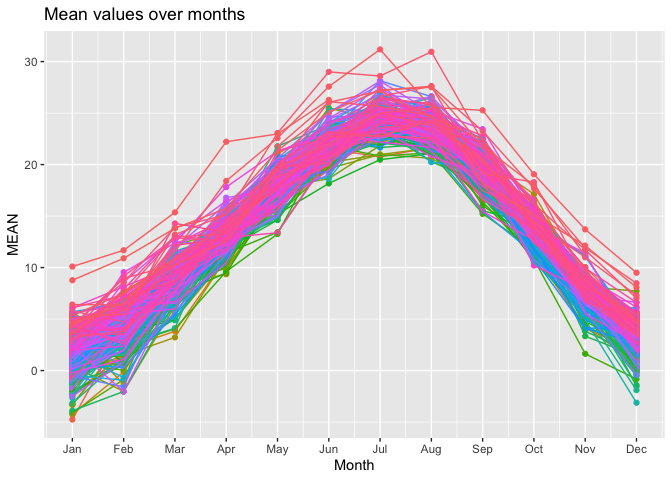 Mean values over months
MEAN
30
20
10
0
Jan Feb Mar Apr May Jun Jul Aug Sep Oct Nov Dec
Month